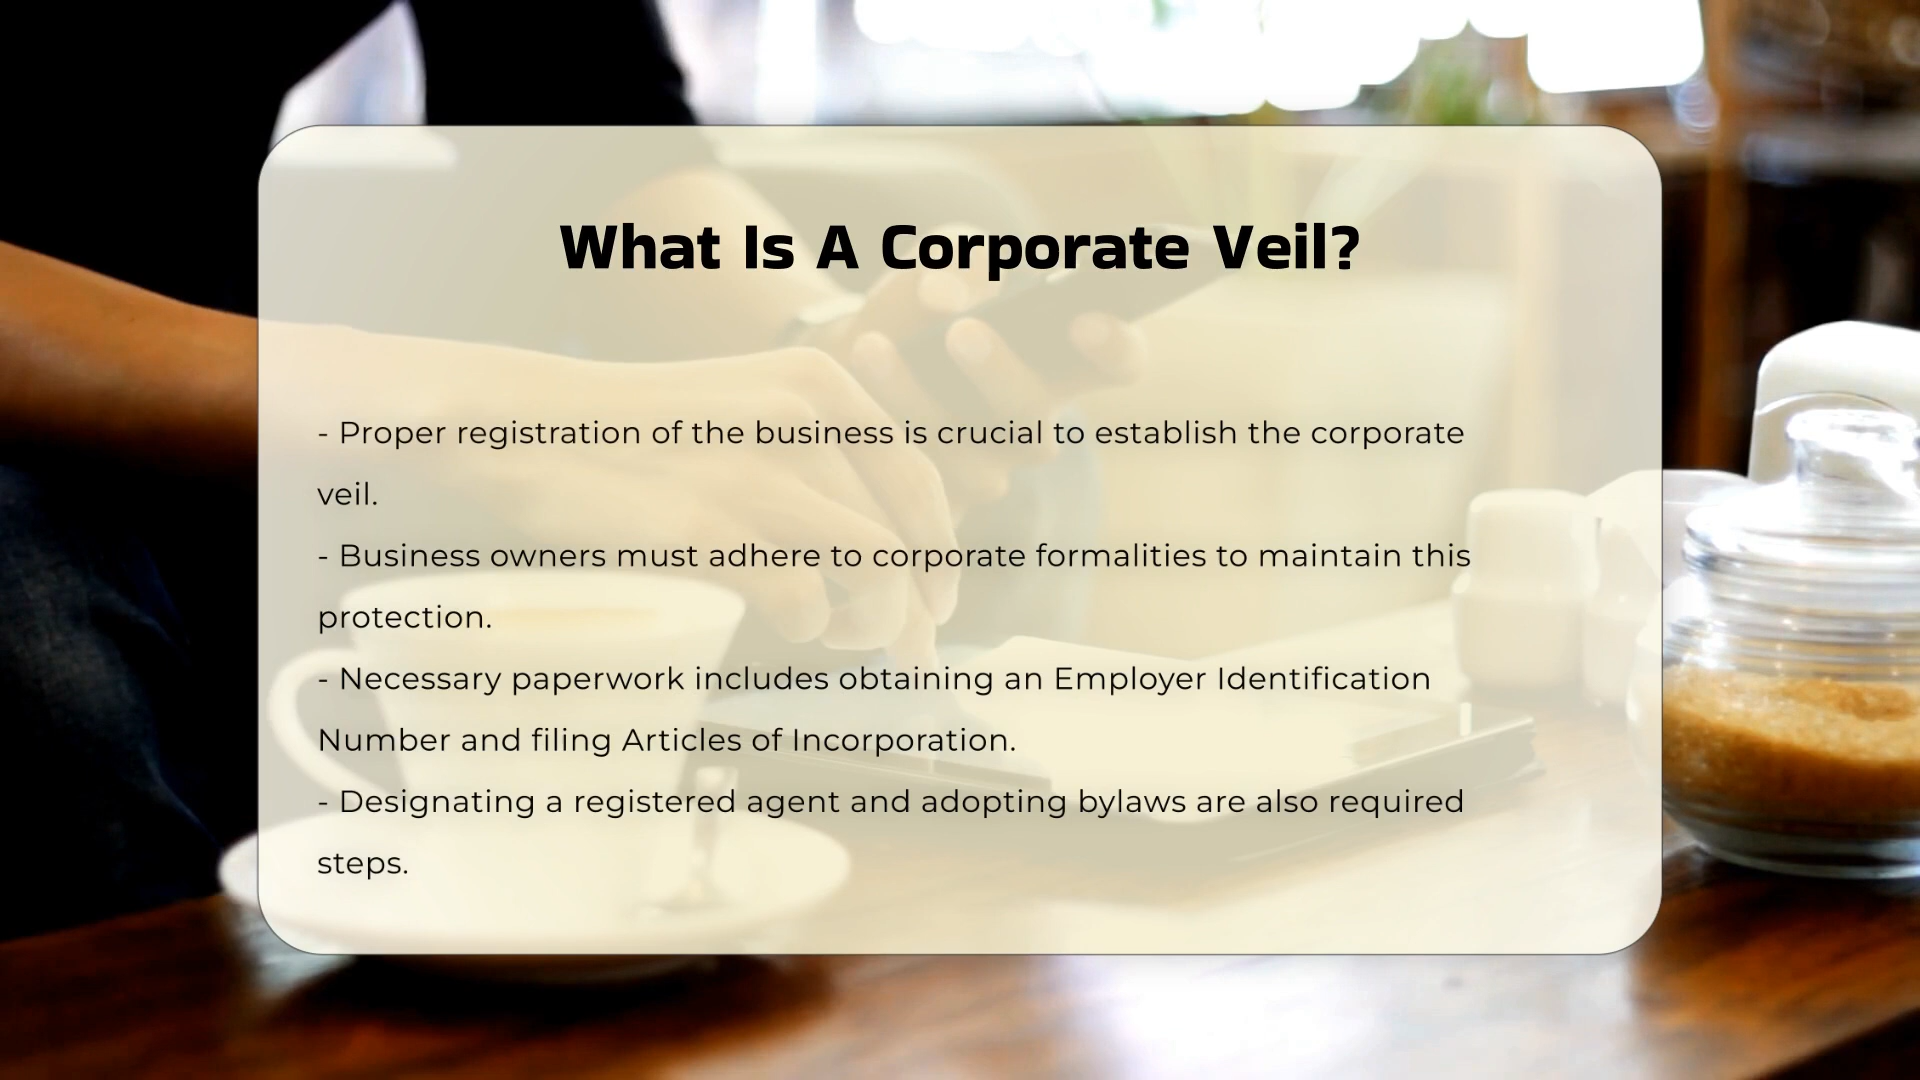 What Is A Corporate Veil?
- Proper registration of the business is crucial to establish the corporate
veil.
- Business owners must adhere to corporate formalities to maintain this
protection.
- Necessary paperwork includes obtaining an Employer Identification
Number and filing Articles of Incorporation.
- Designating a registered agent and adopting bylaws are also required
steps.